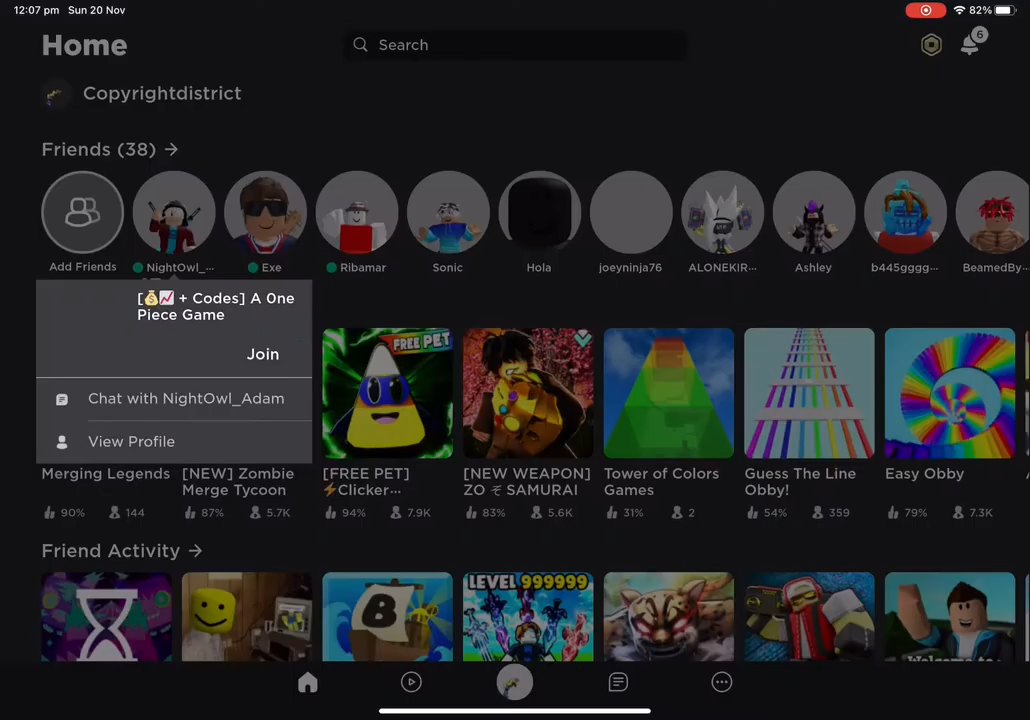 12:07 pm Sun 20 Nov
82%
Home
Search
6
Copyrightdistrict
Friends (38) →
Add Friends
NightOwl_...
Exe
Ribamar
Sonic
Hola
joeyninja76
ALONEKIR...
Ashley
b445gggg...
BeamedBy...
[💰📈 + Codes] A 0ne
Piece Game
Join
Chat with NightOwl_Adam
View Profile
FREE PET
Merging Legends
[NEW] Zombie
Merge Tycoon
[FREE PET]
⚡Clicker...
[NEW WEAPON]
ZO そ SAMURAI
Tower of Colors
Games
Guess The Line
Obby!
Easy Obby
90% 144
87% 5.7K
94% 7.9K
83% 5.6K
31% 2
54% 359
79% 7.3K
Friend Activity →
B
LEVEL 999999